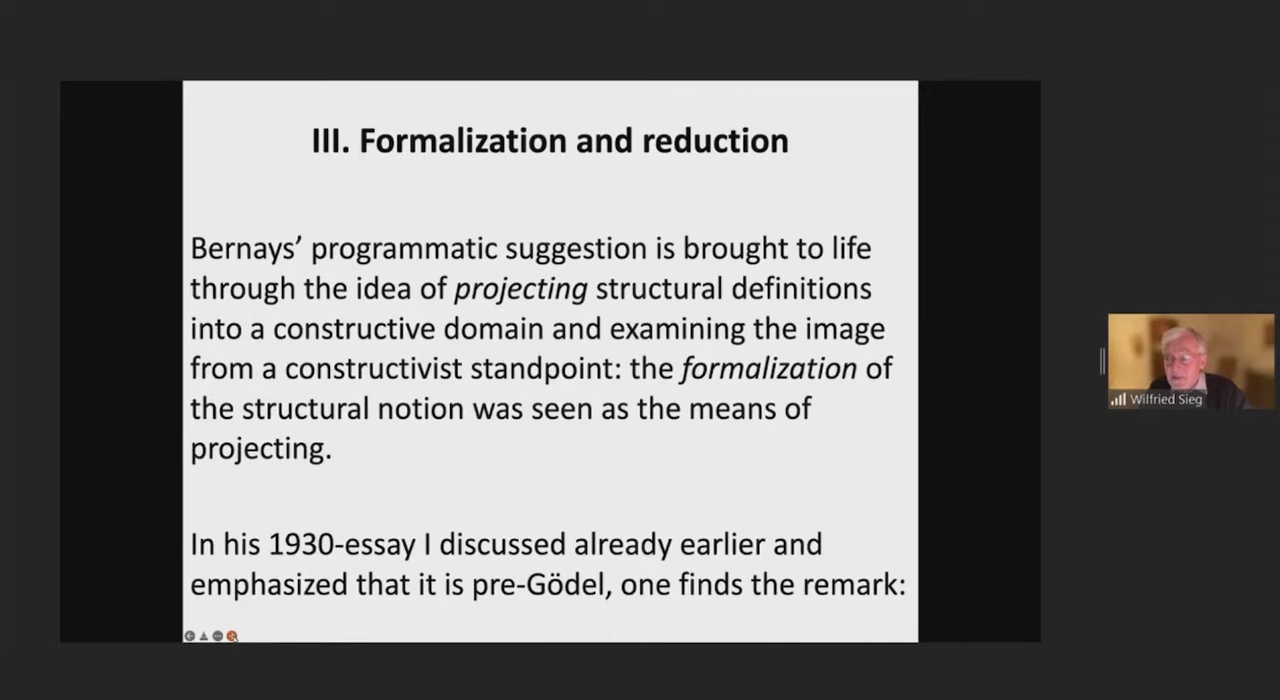 III. Formalization and reduction
Bernays’ programmatic suggestion is brought to life
through the idea of projecting structural definitions
into a constructive domain and examining the image
from a constructivist standpoint: the formalization of
the structural notion was seen as the means of
projecting.
In his 1930-essay I discussed already earlier and
emphasized that it is pre-Gödel, one finds the remark:
Wilfried Sieg